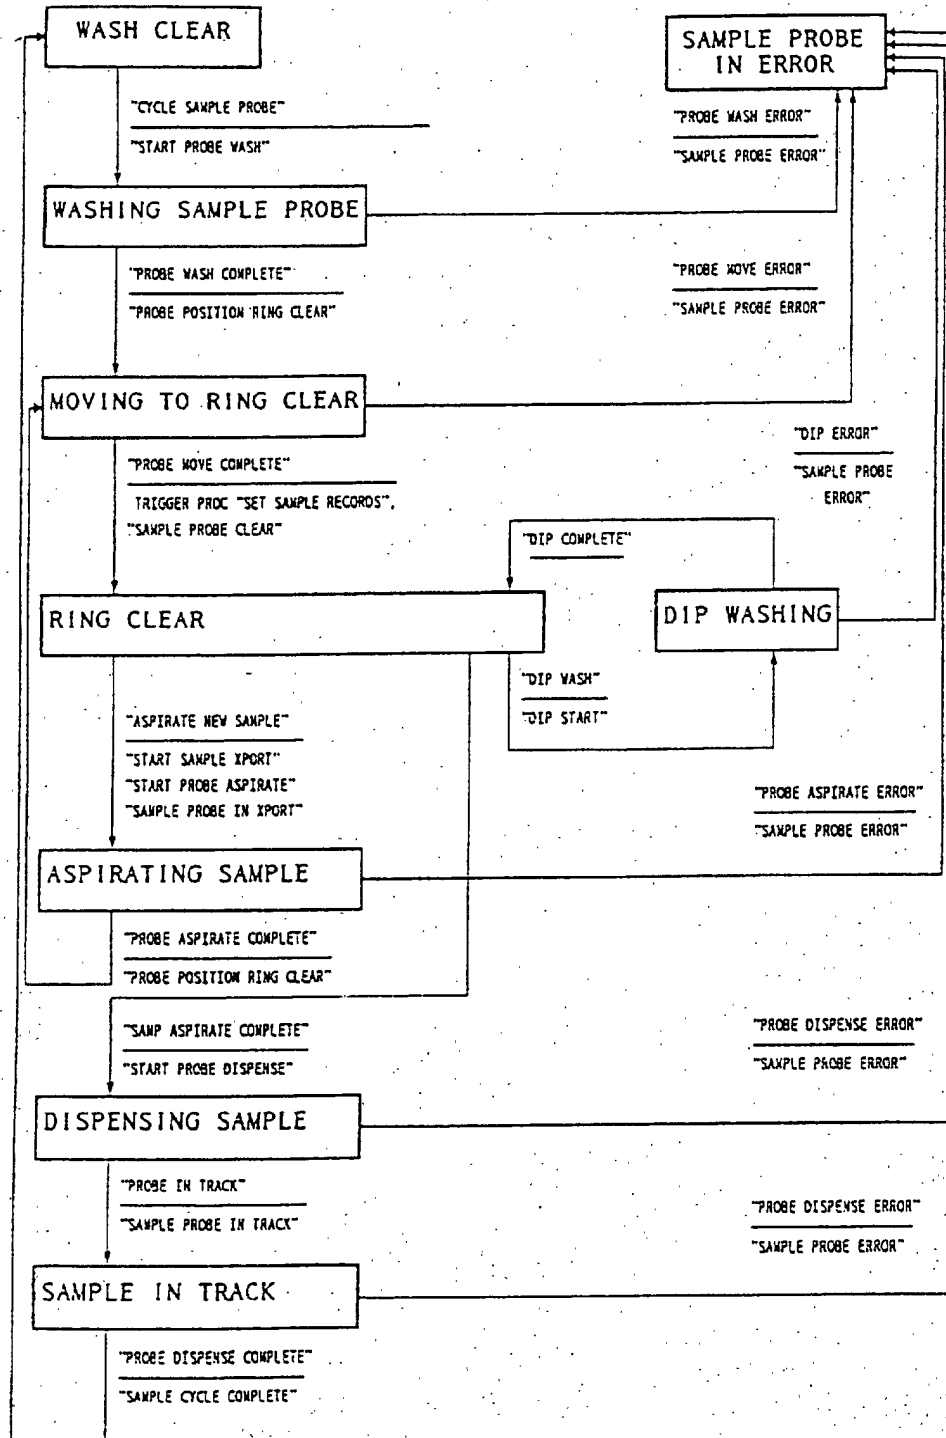 WASH CLEAR
SAMPLE PROBE
IN ERROR
"CYCLE SAMPLE PROBE"
"START PROBE WASH"
"PROBE WASH ERROR"
"SAMPLE PROBE ERROR"
WASHING SAMPLE PROBE
"PROBE WASH COMPLETE"
"PROBE POSITION RING CLEAR"
"PROBE MOVE ERROR"
"SAMPLE PROBE ERROR"
MOVING TO RING CLEAR
"PROBE MOVE COMPLETE"
TRIGGER PROC "SET SAMPLE RECORDS",
"SAMPLE PROBE CLEAR"
"DIP ERROR"
"SAMPLE PROBE
ERROR"
"DIP COMPLETE"
RING CLEAR
DIP WASHING
"DIP WASH"
"DIP START"
"ASPIRATE NEW SAMPLE"
"START SAMPLE XPORT"
"START PROBE ASPIRATE"
"SAMPLE PROBE IN XPORT"
"PROBE ASPIRATE ERROR"
"SAMPLE PROBE ERROR"
ASPIRATING SAMPLE
"PROBE ASPIRATE COMPLETE"
"PROBE POSITION RING CLEAR"
"SAMP ASPIRATE COMPLETE"
"START PROBE DISPENSE"
"PROBE DISPENSE ERROR"
"SAMPLE PROBE ERROR"
DISPENSING SAMPLE
"PROBE IN TRACK"
"SAMPLE PROBE IN TRACK"
"PROBE DISPENSE ERROR"
"SAMPLE PROBE ERROR"
SAMPLE IN TRACK
"PROBE DISPENSE COMPLETE"
"SAMPLE CYCLE COMPLETE"